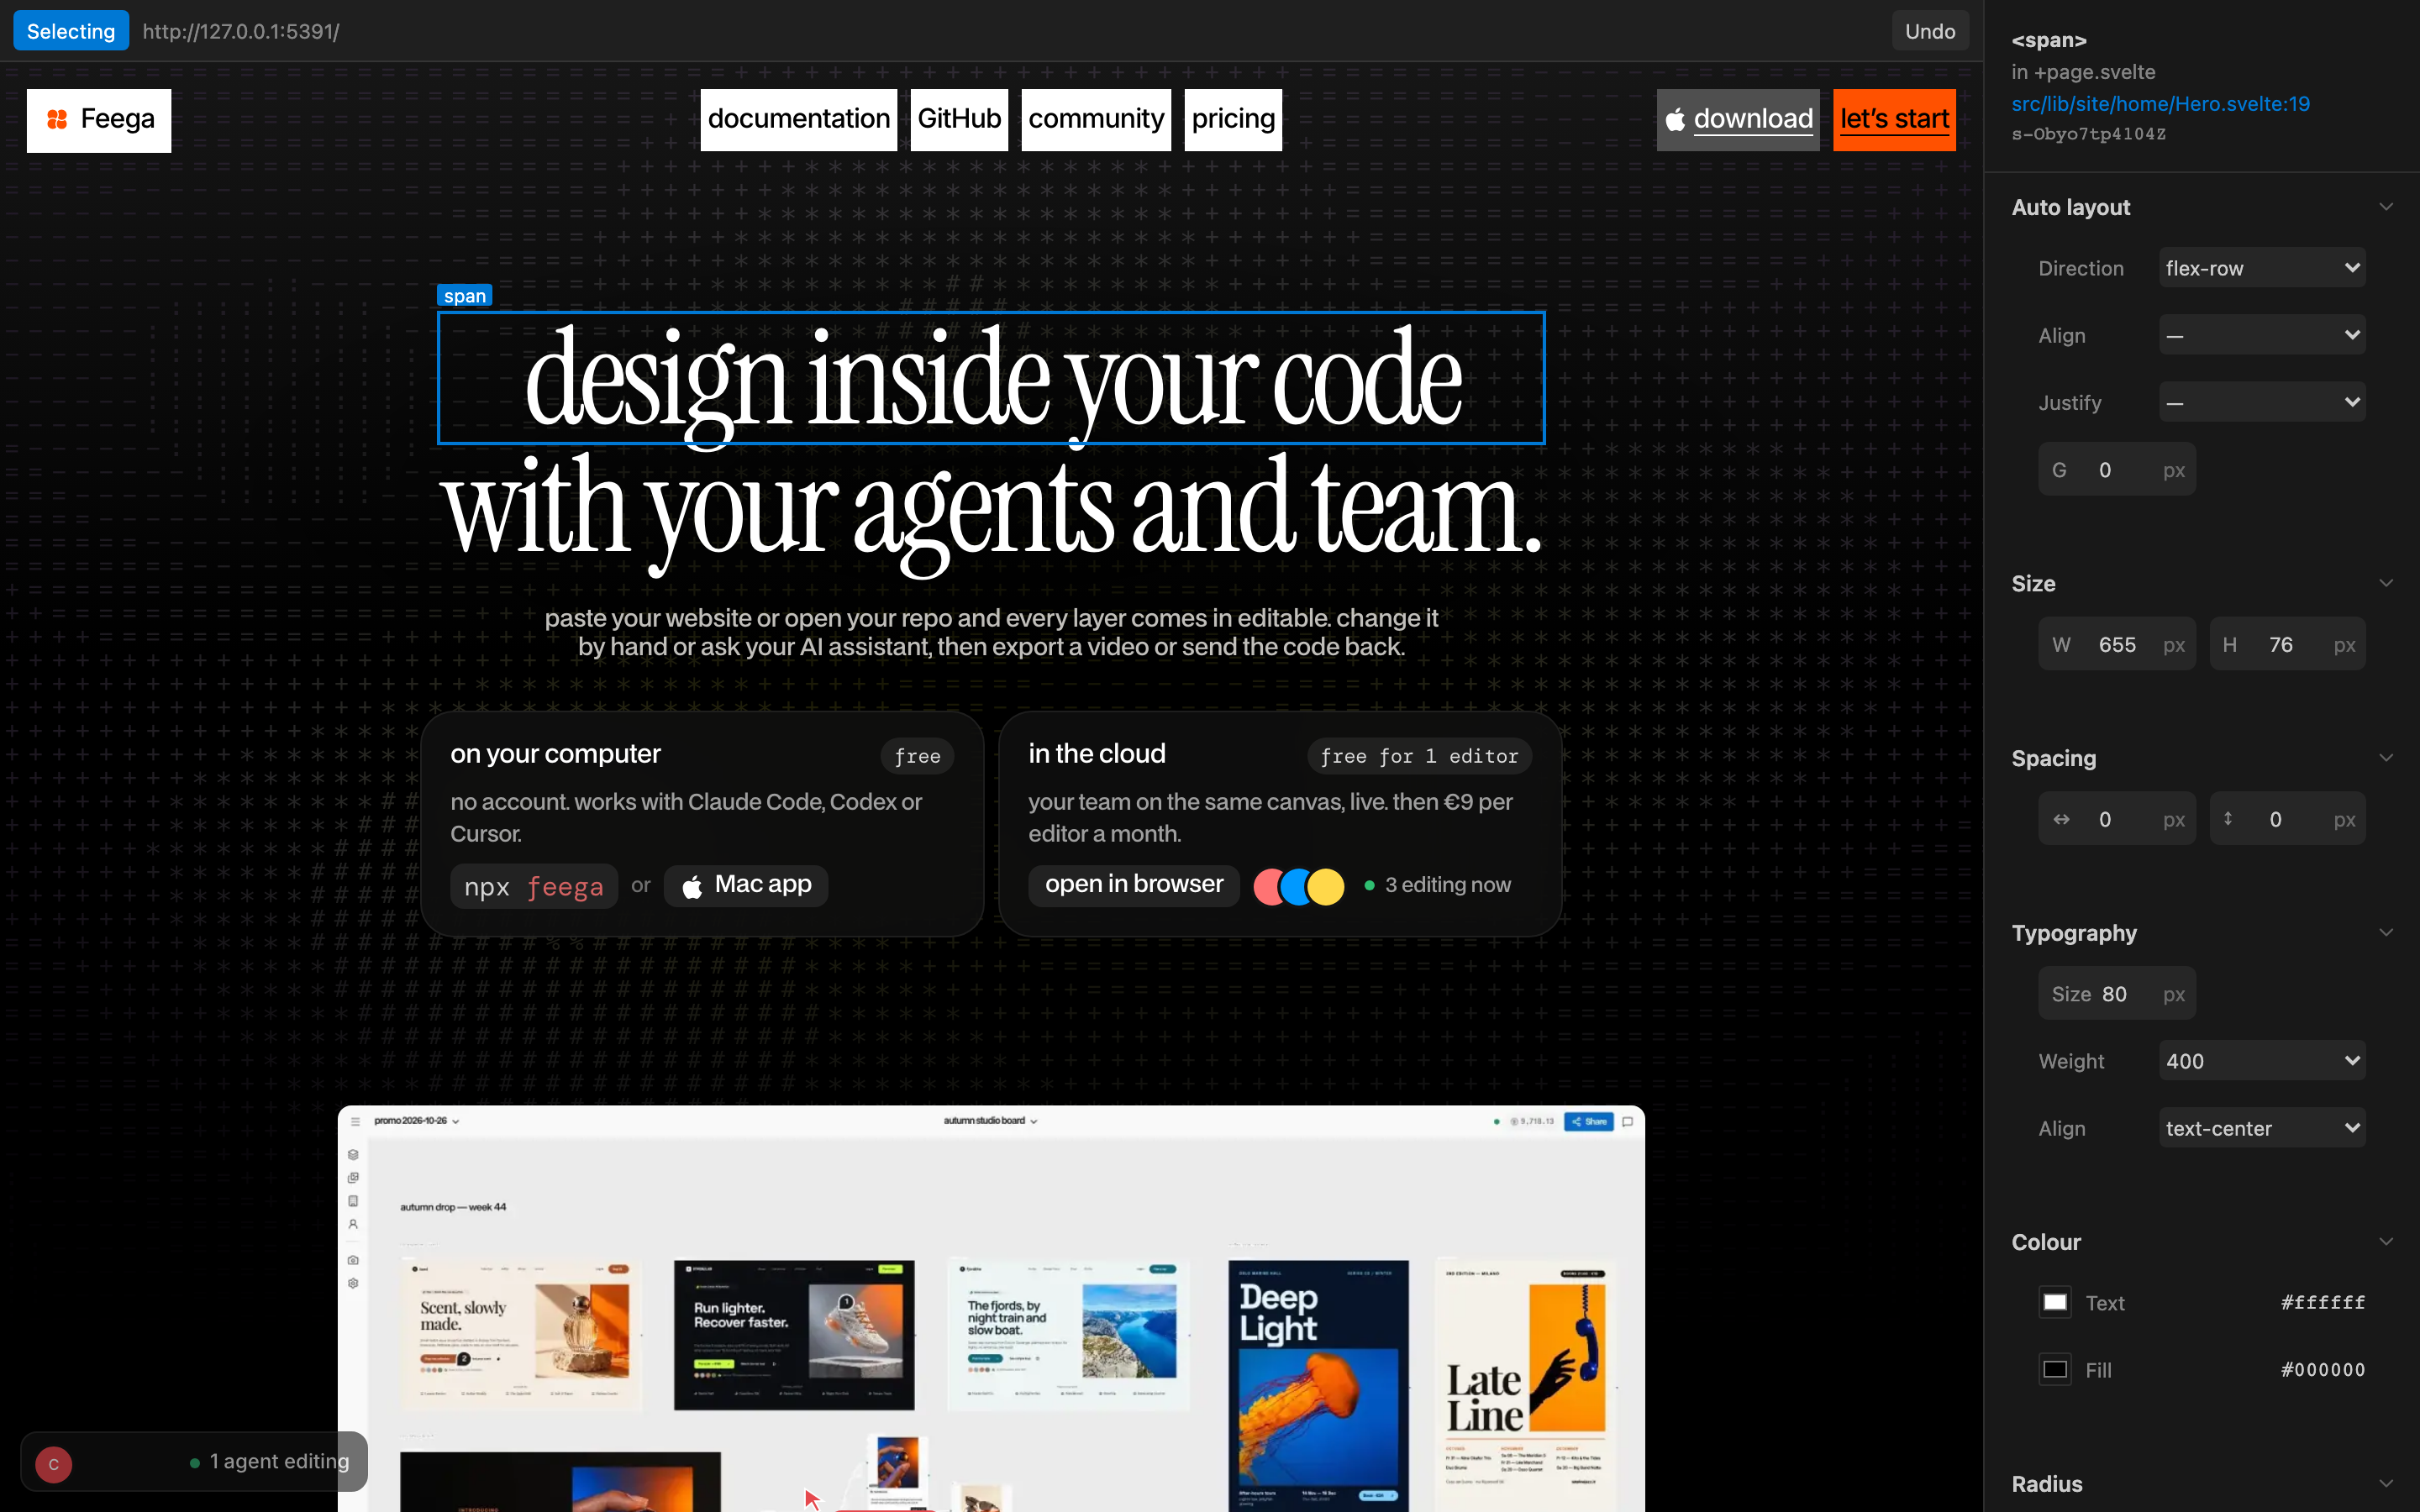 Selecting
http://127.0.0.1:5391/
Undo
Feega
documentation
GitHub
community
pricing
download
let's start
span
design inside your code
with your agents and team.
paste your website or open your repo and every layer comes in editable. change it
by hand or ask your AI assistant, then export a video or send the code back.
on your computer
free
no account. works with Claude Code, Codex or
Cursor.
npx feega
or
Mac app
in the cloud
free for 1 editor
your team on the same canvas, live. then €9 per
editor a month.
open in browser
3 editing now
promo 2026-10-26
autumn studio board
9,718.13
Share
autumn drop — week 44
Scent, slowly
made.
2
Run lighter.
Recover faster.
1
The fjords, by
night train and
slow boat.
Deep
Light
Late
Line
C
1 agent editing
<span>
in +page.svelte
src/lib/site/home/Hero.svelte:19
s-0byo7tp4l04Z
Auto layout
Direction
flex-row
Align
—
Justify
—
G 0 px
Size
W 655 px
H 76 px
Spacing
0 px
0 px
Typography
Size 80 px
Weight
400
Align
text-center
Colour
Text
#ffffff
Fill
#000000
Radius